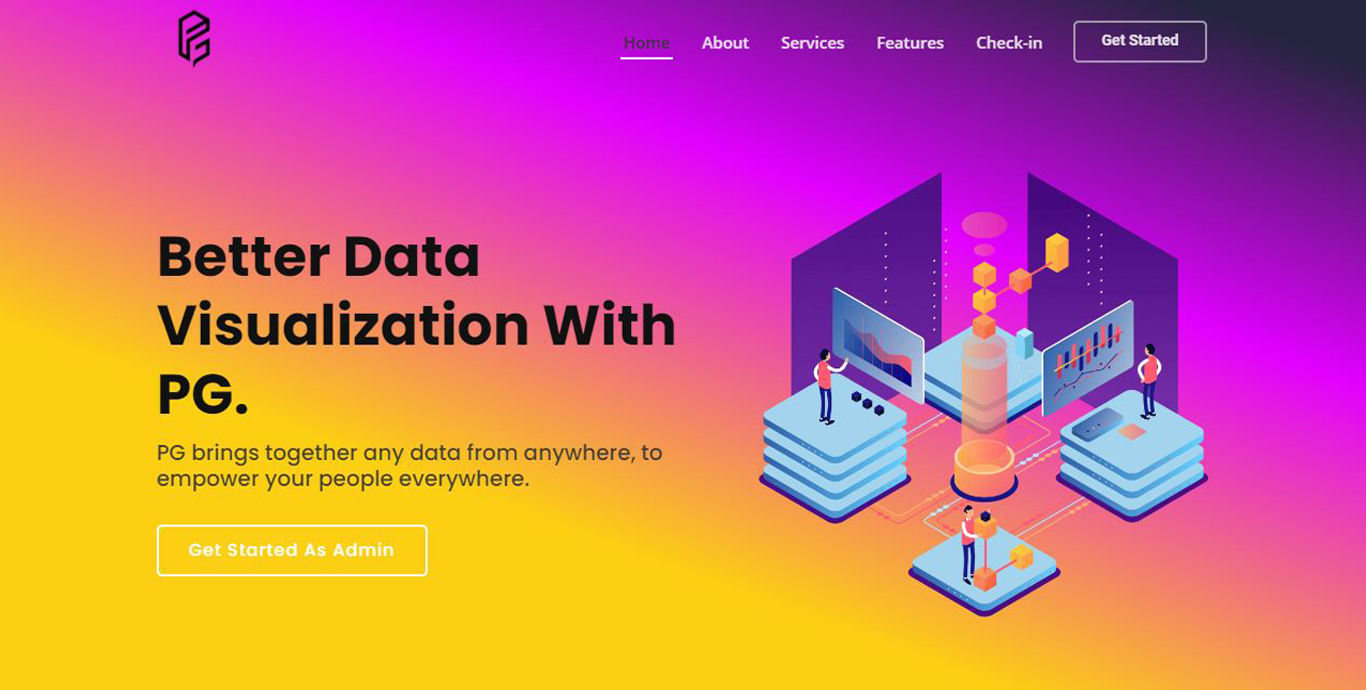 Home About Services Features Check-in Get Started
Better Data
Visualization With
PG.
PG brings together any data from anywhere, to
empower your people everywhere.
Get Started As Admin